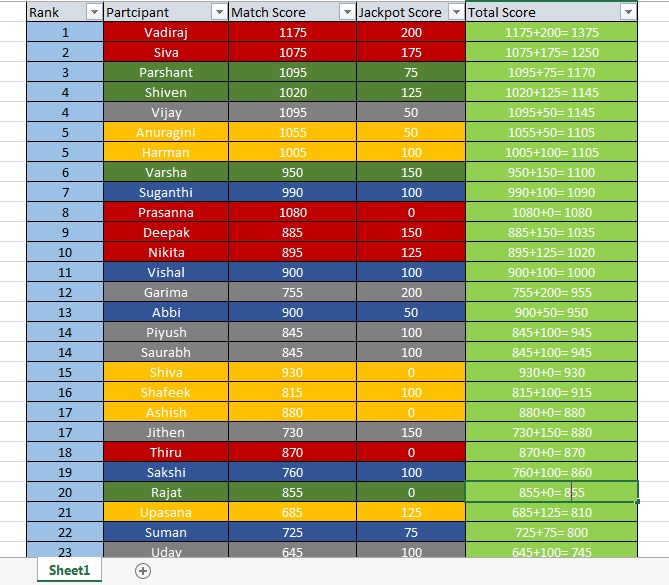 Rank Partcipant Match Score Jackpot Score Total Score
1 Vadiraj 1175 200 1175+200= 1375
2 Siva 1075 175 1075+175= 1250
3 Parshant 1095 75 1095+75= 1170
4 Shiven 1020 125 1020+125= 1145
4 Vijay 1095 50 1095+50= 1145
5 Anuragini 1055 50 1055+50= 1105
5 Harman 1005 100 1005+100= 1105
6 Varsha 950 150 950+150= 1100
7 Suganthi 990 100 990+100= 1090
8 Prasanna 1080 0 1080+0= 1080
9 Deepak 885 150 885+150= 1035
10 Nikita 895 125 895+125= 1020
11 Vishal 900 100 900+100= 1000
12 Garima 755 200 755+200= 955
13 Abbi 900 50 900+50= 950
14 Piyush 845 100 845+100= 945
14 Saurabh 845 100 845+100= 945
15 Shiva 930 0 930+0= 930
16 Shafeek 815 100 815+100= 915
17 Ashish 880 0 880+0= 880
17 Jithen 730 150 730+150= 880
18 Thiru 870 0 870+0= 870
19 Sakshi 760 100 760+100= 860
20 Rajat 855 0 855+0= 855
21 Upasana 685 125 685+125= 810
22 Suman 725 75 725+75= 800
23 Uday 645 100 645+100= 745
Sheet1